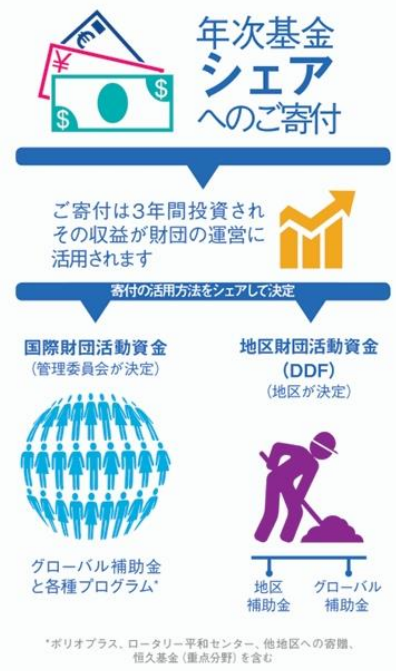 年次基金
シェア
へのご寄付
€
¥
$
$
ご寄付は3年間投資され
その収益が財団の運営に
活用されます
寄付の活用方法をシェアして決定
国際財団活動資金
(管理委員会が決定)
地区財団活動資金
(DDF)
(地区が決定)
グローバル補助金
と各種プログラム*
地区
補助金
グローバル
補助金
*ポリオプラス、ロータリー平和センター、他地区への寄贈、
恒久基金(重点分野)を含む